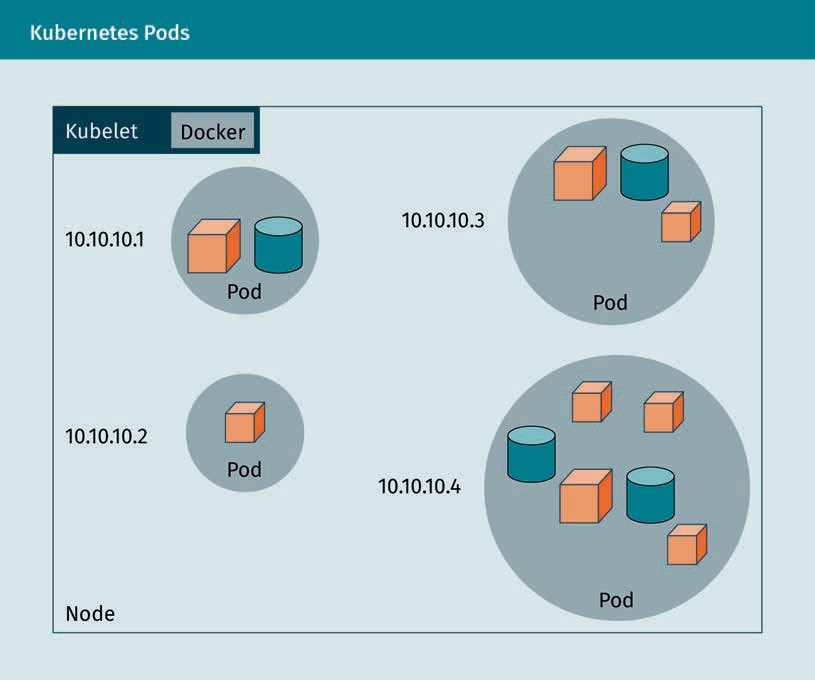 Kubernetes Pods
Kubelet
Docker
10.10.10.1
Pod
10.10.10.3
Pod
10.10.10.2
Pod
10.10.10.4
Pod
Node